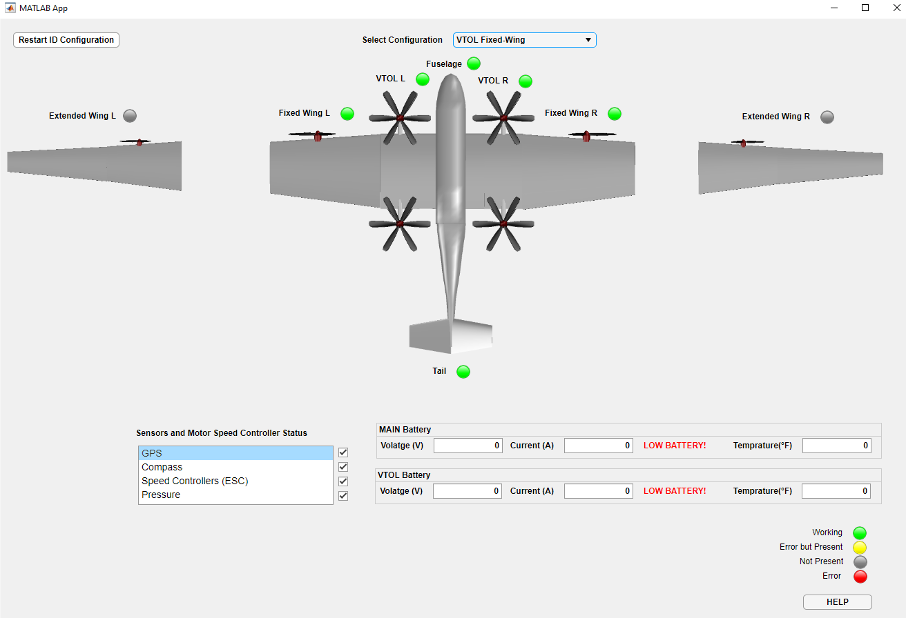 MATLAB App
Restart ID Configuration
Select Configuration VTOL Fixed-Wing
Fuselage
VTOL L VTOL R
Extended Wing L Fixed Wing L Fixed Wing R Extended Wing R
Tail
Sensors and Motor Speed Controller Status
GPS
Compass
Speed Controllers (ESC)
Pressure
MAIN Battery
Volatge (V) 0 Current (A) 0 LOW BATTERY! Temprature(°F) 0
VTOL Battery
Volatge (V) 0 Current (A) 0 LOW BATTERY! Temprature(°F) 0
Working
Error but Present
Not Present
Error
HELP